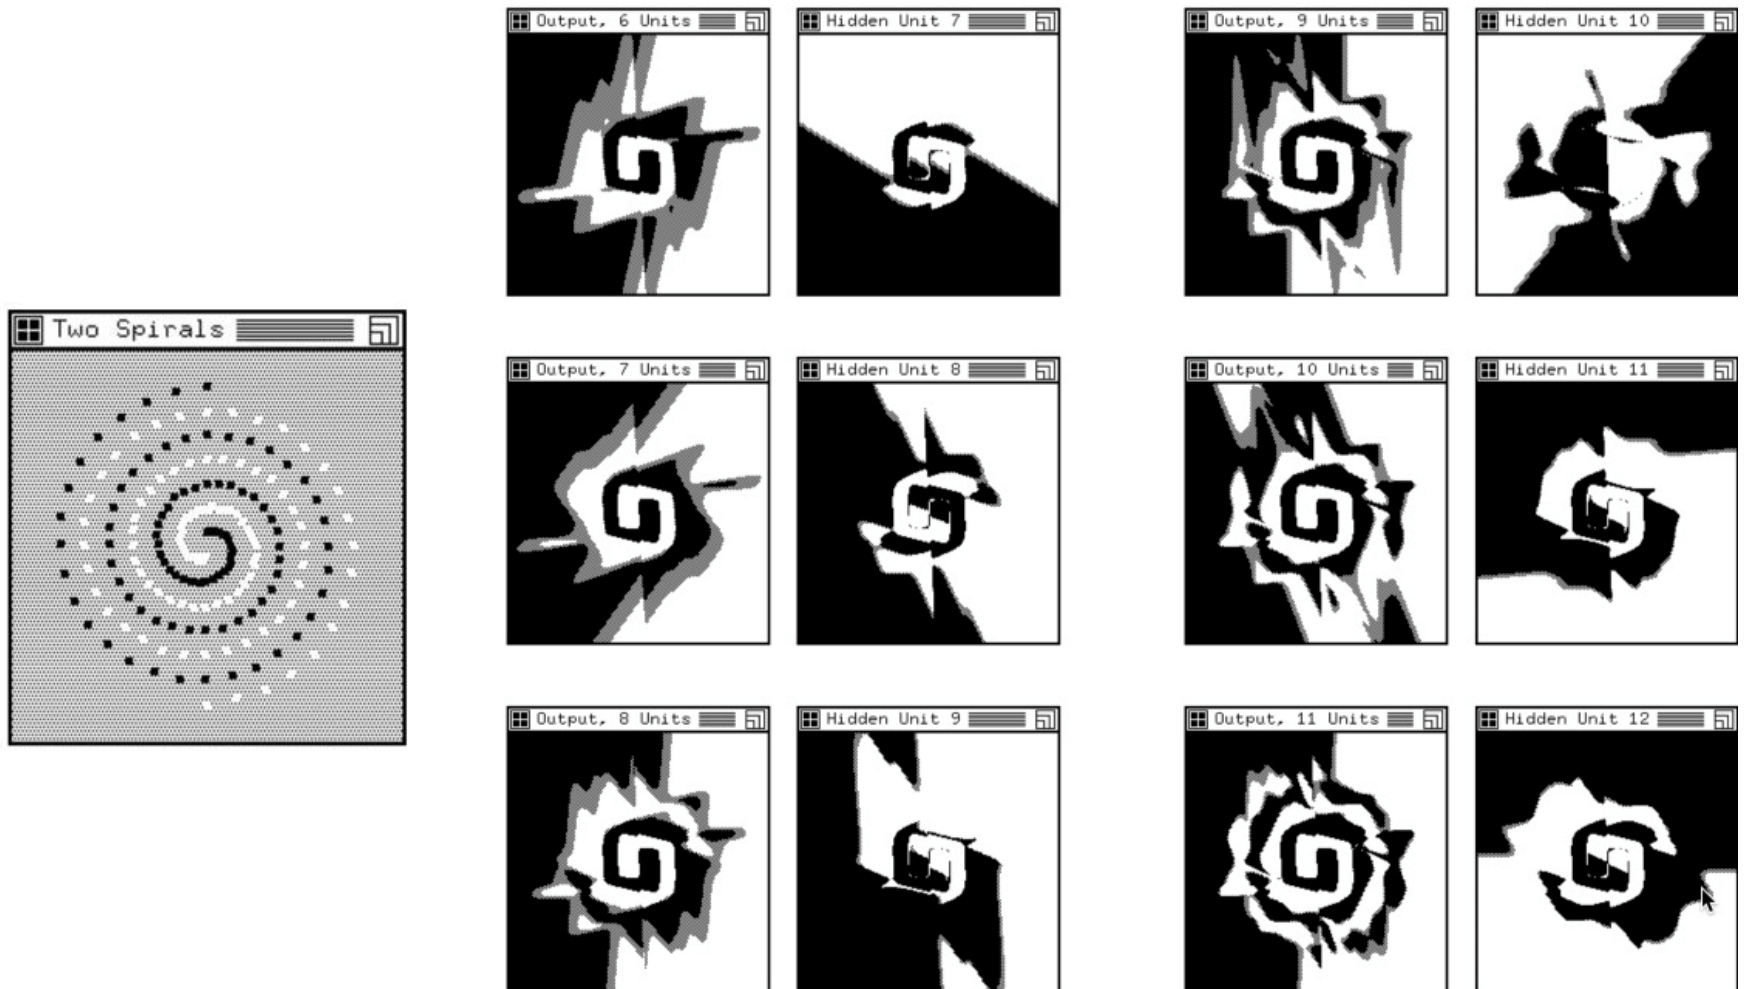 Output, 6 Units
Hidden Unit 7
Output, 9 Units
Hidden Unit 10
Two Spirals
Output, 7 Units
Hidden Unit 8
Output, 10 Units
Hidden Unit 11
Output, 8 Units
Hidden Unit 9
Output, 11 Units
Hidden Unit 12